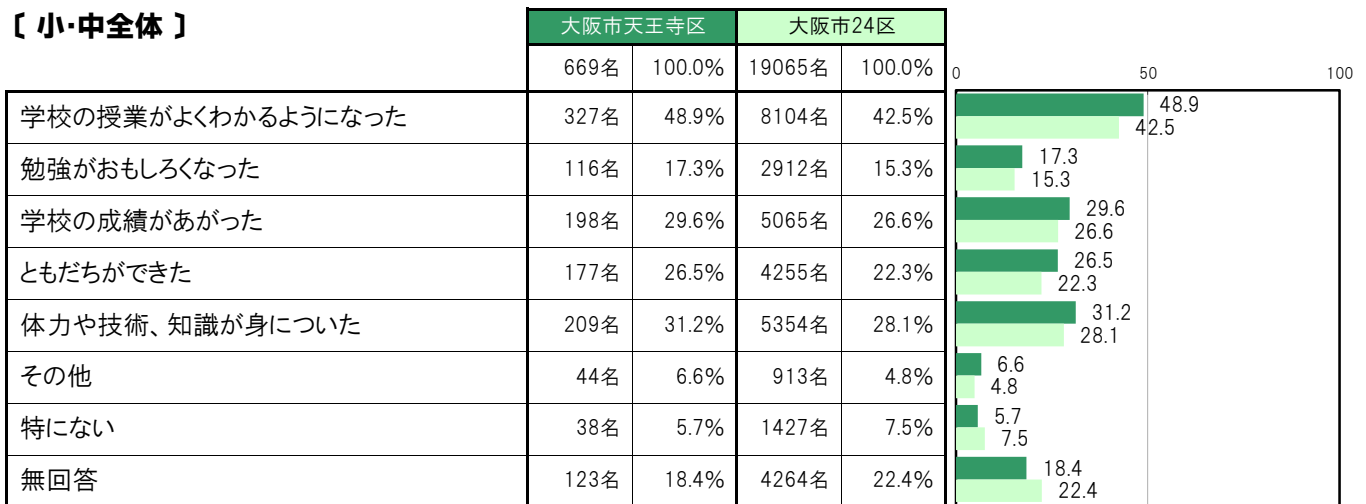 〔 小・中全体 〕
大阪市天王寺区 大阪市24区
669名 100.0% 19065名 100.0%
0 50 100
学校の授業がよくわかるようになった 327名 48.9% 8104名 42.5%
48.9
42.5
勉強がおもしろくなった 116名 17.3% 2912名 15.3%
17.3
15.3
学校の成績があがった 198名 29.6% 5065名 26.6%
29.6
26.6
ともだちができた 177名 26.5% 4255名 22.3%
26.5
22.3
体力や技術、知識が身についた 209名 31.2% 5354名 28.1%
31.2
28.1
その他 44名 6.6% 913名 4.8%
6.6
4.8
特にない 38名 5.7% 1427名 7.5%
5.7
7.5
無回答 123名 18.4% 4264名 22.4%
18.4
22.4